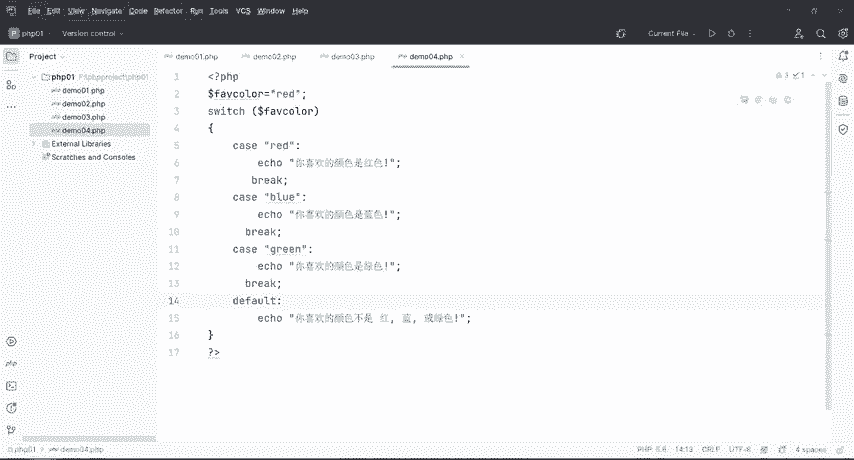 File Edit View Navigate Code Refactor Run Tools VCS Window Help
P php01 Version control Current File
Project demo01.php demo02.php demo03.php demo04.php
php01 F:\phpproject\php01
demo01.php
demo02.php
demo03.php
demo04.php
External Libraries
Scratches and Consoles
3 1
1 <?php
2 $favcolor="red";
3 switch ($favcolor)
4 {
5 case "red":
6 echo "你喜欢的颜色是红色!";
7 break;
8 case "blue":
9 echo "你喜欢的颜色是蓝色!";
10 break;
11 case "green":
12 echo "你喜欢的颜色是绿色!";
13 break;
14 default:
15 echo "你喜欢的颜色不是 红, 蓝, 或绿色!";
16 }
17 ?>
php01 > demo04.php PHP: 5.6 14:13 CRLF UTF-8 4 spaces